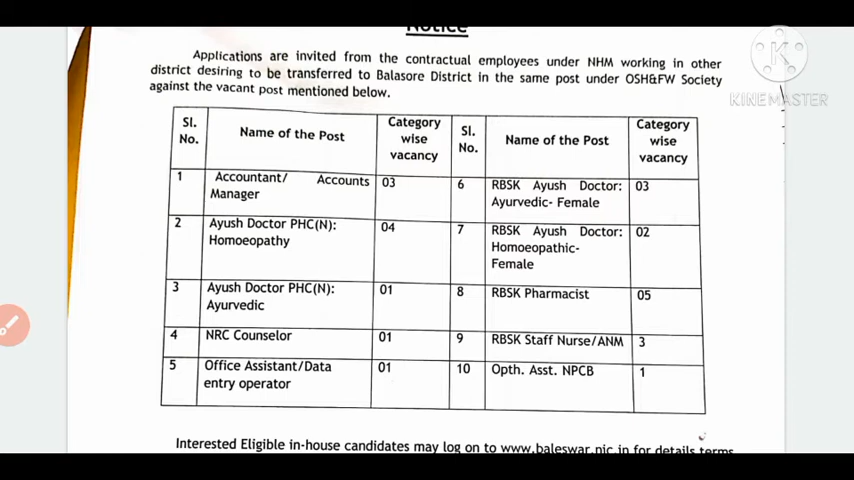 Notice
Applications are invited from the contractual employees under NHM working in other
district desiring to be transferred to Balasore District in the same post under OSH&FW Society
against the vacant post mentioned below.
Sl. No. Name of the Post Category wise vacancy Sl. No. Name of the Post Category wise vacancy
1 Accountant/ Accounts Manager 03 6 RBSK Ayush Doctor: Ayurvedic- Female 03
2 Ayush Doctor PHC(N): Homoeopathy 04 7 RBSK Ayush Doctor: Homoeopathic- Female 02
3 Ayush Doctor PHC(N): Ayurvedic 01 8 RBSK Pharmacist 05
4 NRC Counselor 01 9 RBSK Staff Nurse/ANM 3
5 Office Assistant/Data entry operator 01 10 Opth. Asst. NPCB 1
Interested Eligible in-house candidates may log on to www.baleswar.nic.in for details terms
KINEMASTER